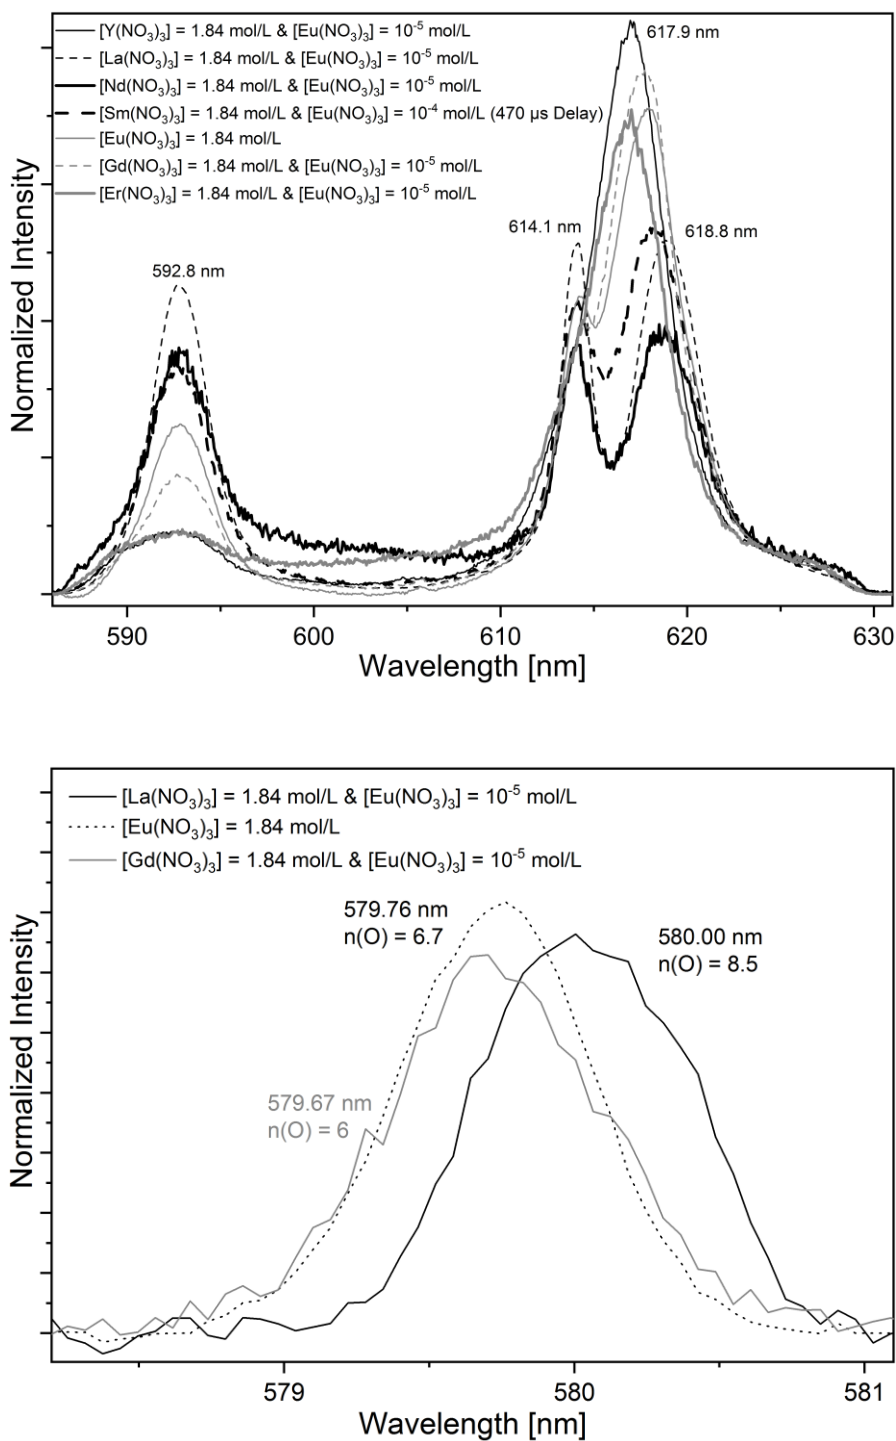 [Y(NO₃)₃] = 1.84 mol/L & [Eu(NO₃)₃] = 10⁻⁵ mol/L
[La(NO₃)₃] = 1.84 mol/L & [Eu(NO₃)₃] = 10⁻⁵ mol/L
[Nd(NO₃)₃] = 1.84 mol/L & [Eu(NO₃)₃] = 10⁻⁵ mol/L
[Sm(NO₃)₃] = 1.84 mol/L & [Eu(NO₃)₃] = 10⁻⁴ mol/L (470 µs Delay)
[Eu(NO₃)₃] = 1.84 mol/L
[Gd(NO₃)₃] = 1.84 mol/L & [Eu(NO₃)₃] = 10⁻⁵ mol/L
[Er(NO₃)₃] = 1.84 mol/L & [Eu(NO₃)₃] = 10⁻⁵ mol/L
617.9 nm
614.1 nm
618.8 nm
592.8 nm
Normalized Intensity
590 600 610 620 630
Wavelength [nm]
[La(NO₃)₃] = 1.84 mol/L & [Eu(NO₃)₃] = 10⁻⁵ mol/L
[Eu(NO₃)₃] = 1.84 mol/L
[Gd(NO₃)₃] = 1.84 mol/L & [Eu(NO₃)₃] = 10⁻⁵ mol/L
579.76 nm
n(O) = 6.7
580.00 nm
n(O) = 8.5
579.67 nm
n(O) = 6
Normalized Intensity
579 580 581
Wavelength [nm]